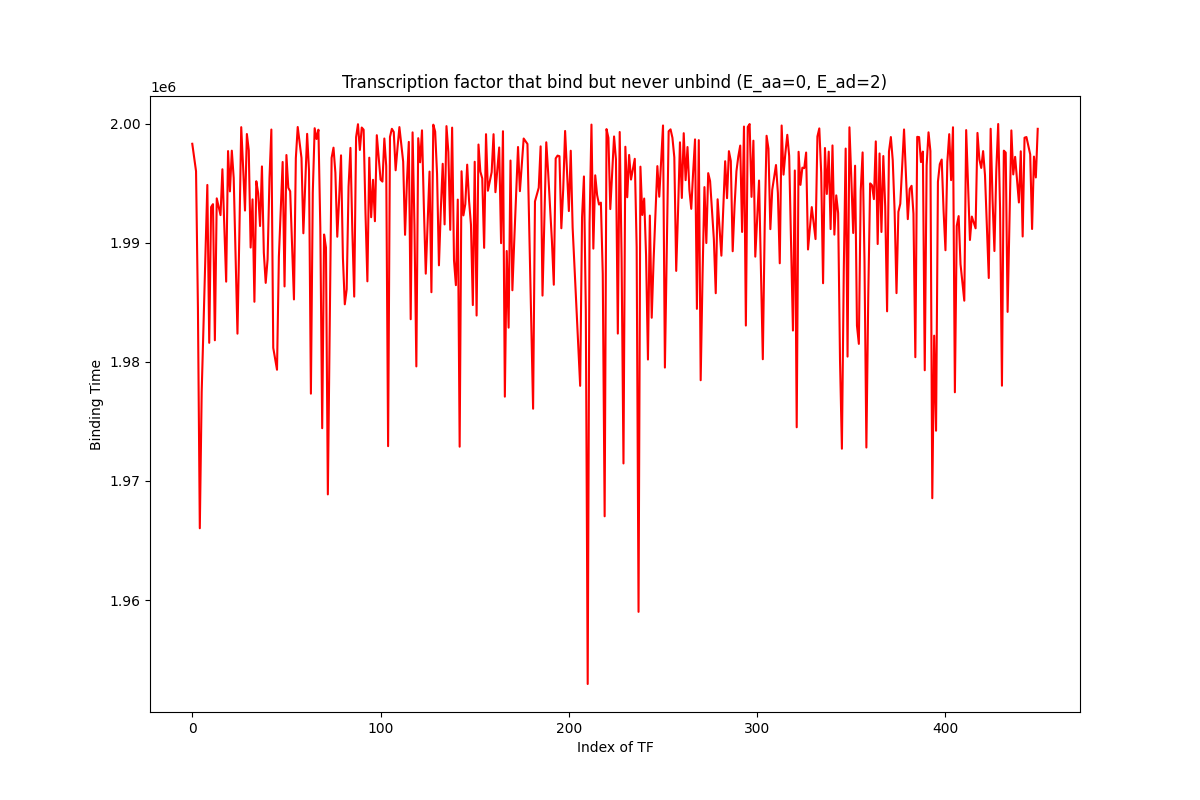 Transcription factor that bind but never unbind (E_aa=0, E_ad=2)
1e6
2.00
1.99
1.98
1.97
1.96
Binding Time
0 100 200 300 400
Index of TF